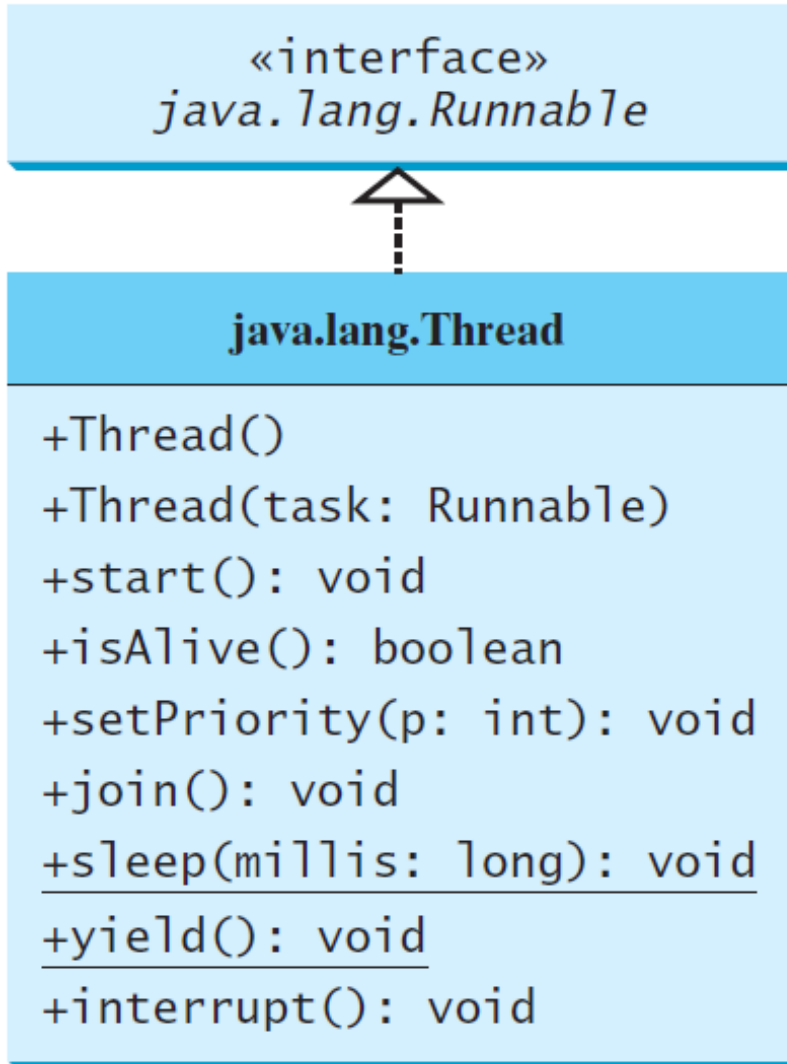 «interface»
java.lang.Runnable
java.lang.Thread
+Thread()
+Thread(task: Runnable)
+start(): void
+isAlive(): boolean
+setPriority(p: int): void
+join(): void
+sleep(millis: long): void
+yield(): void
+interrupt(): void